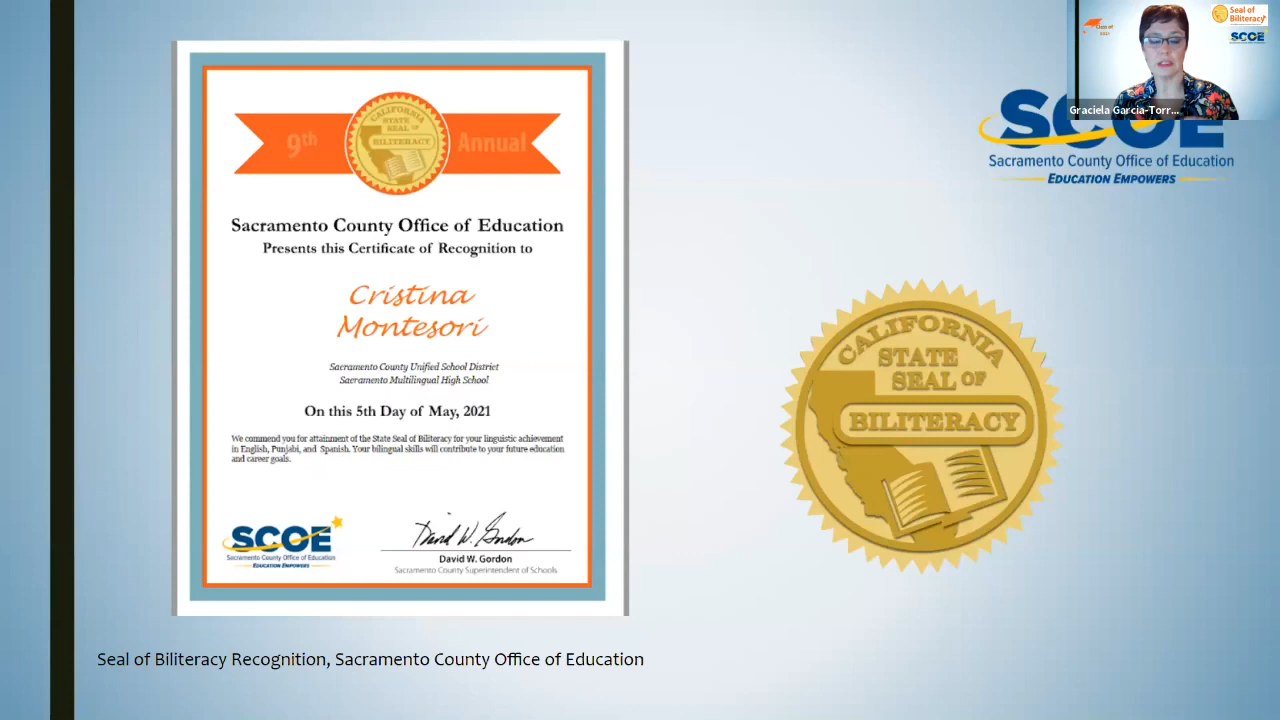 9th Annual
CALIFORNIA
STATE
SEAL OF
BILITERACY
Sacramento County Office of Education
Presents this Certificate of Recognition to
Cristina
Montesori
Sacramento County Unified School District
Sacramento Multilingual High School
On this 5th Day of May, 2021
We commend you for attainment of the State Seal of Biliteracy for your linguistic achievement
in English, Punjabi, and Spanish. Your bilingual skills will contribute to your future education
and career goals.
SCOE
Sacramento County Office of Education
EDUCATION EMPOWERS
David W. Gordon
David W. Gordon
Sacramento County Superintendent of Schools
Seal of Biliteracy Recognition, Sacramento County Office of Education
Class of
2021
Seal of
Biliteracy
SCOE
Graciela Garcia-Torr...
SCOE
Sacramento County Office of Education
EDUCATION EMPOWERS
CALIFORNIA
STATE
SEAL OF
BILITERACY